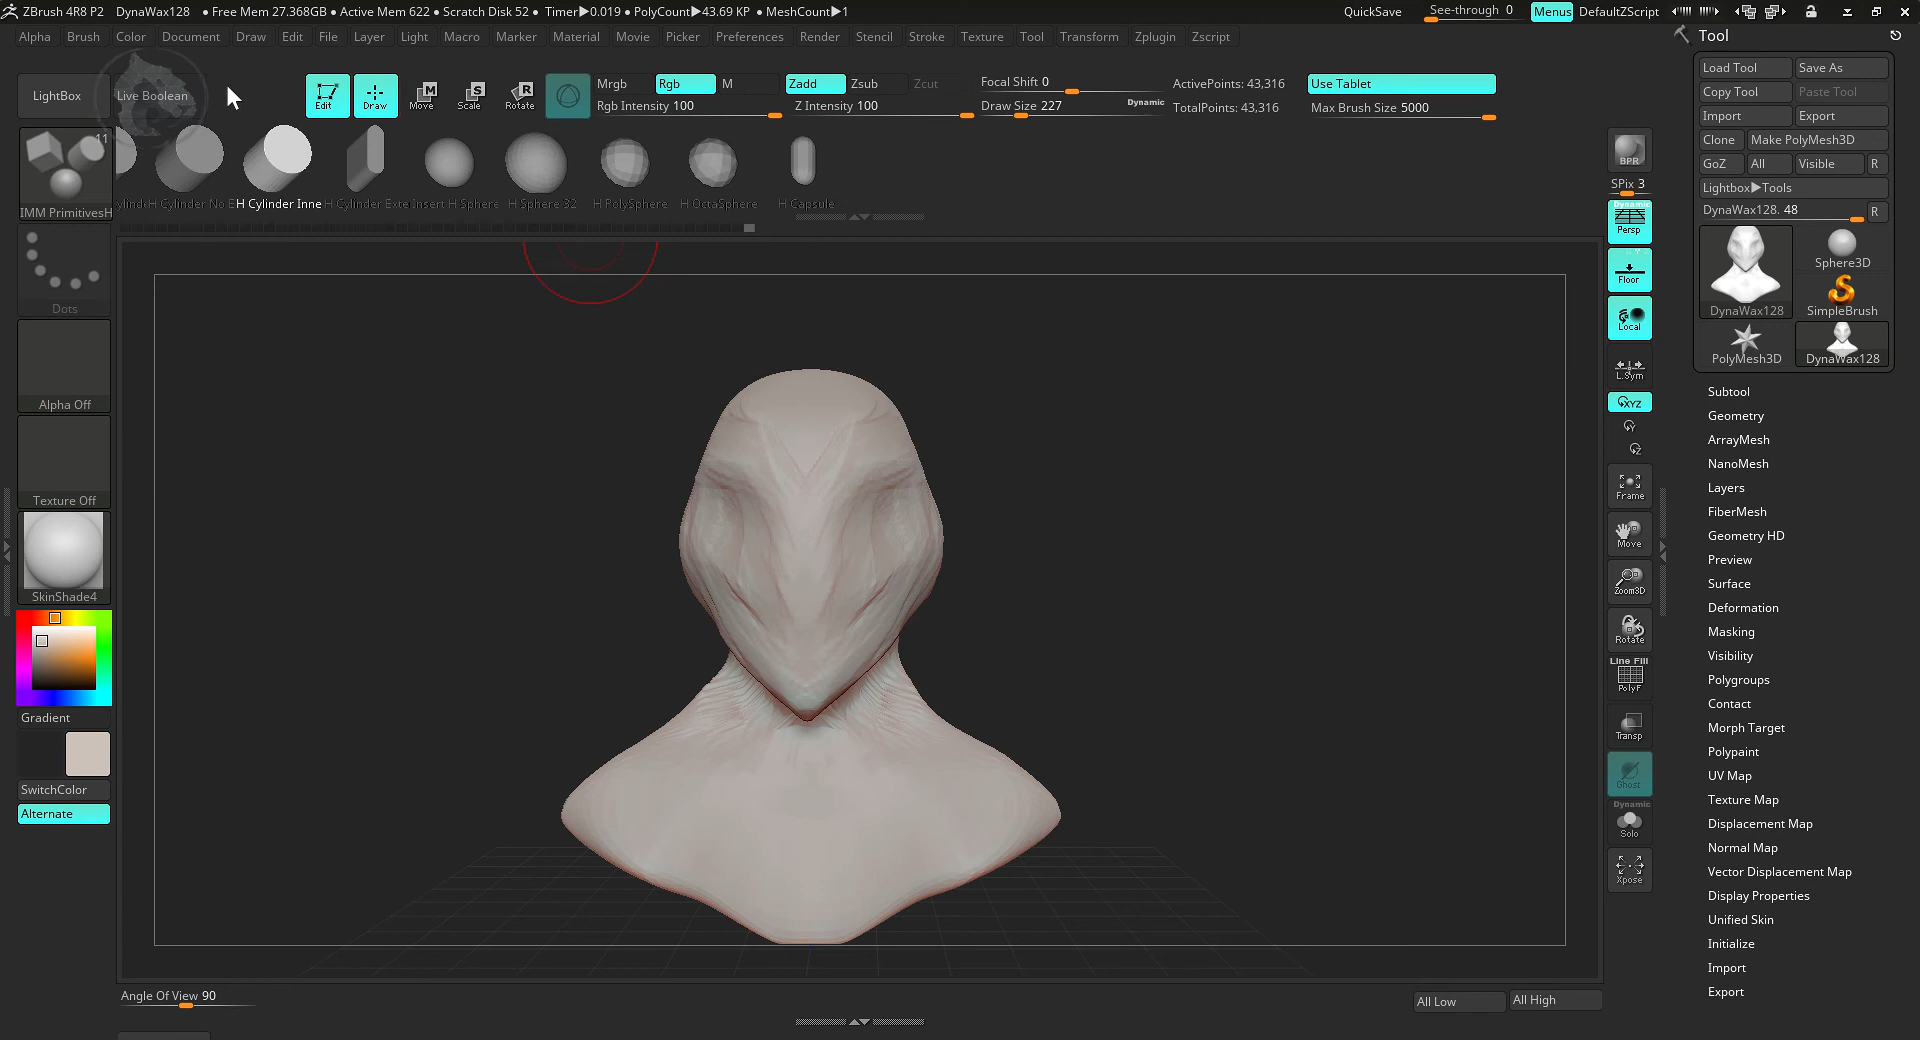 ZBrush 4R8 P2 DynaWax128 ● Free Mem 27.368GB ● Active Mem 622 ● Scratch Disk 52 ● Timer▶0.019 ● PolyCount▶43.69 KP ● MeshCount▶1 QuickSave See-through 0 Menus DefaultZScript
Alpha Brush Color Document Draw Edit File Layer Light Macro Marker Material Movie Picker Preferences Render Stencil Stroke Texture Tool Transform Zplugin Zscript
Tool
LightBox Live Boolean Edit Draw Move Scale Rotate
Mrgb Rgb M Zadd Zsub Zcut Focal Shift 0 ActivePoints: 43,316 Use Tablet
Rgb Intensity 100 Z Intensity 100 Draw Size 227 Dynamic TotalPoints: 43,316 Max Brush Size 5000
Load Tool Save As
Copy Tool Paste Tool
Import Export
Clone Make PolyMesh3D
GoZ All Visible R
Lightbox▶Tools
DynaWax128. 48 R
DynaWax128 Sphere3D
SimpleBrush
PolyMesh3D DynaWax128
11
IMM PrimitivesH H Cylinder No E H Cylinder Inne H Cylinder Exte Insert H Sphere H Sphere 32 H PolySphere H OctaSphere H Capsule
Dots
Alpha Off
Texture Off
SkinShade4
Gradient
SwitchColor
Alternate
BPR
SPix 3
Dynamic
Persp
Floor
Local
L.Sym
XYZ
Y
Z
Frame
Move
Zoom3D
Rotate
Line Fill
PolyF
Transp
Ghost
Dynamic
Solo
Xpose
Subtool
Geometry
ArrayMesh
NanoMesh
Layers
FiberMesh
Geometry HD
Preview
Surface
Deformation
Masking
Visibility
Polygroups
Contact
Morph Target
Polypaint
UV Map
Texture Map
Displacement Map
Normal Map
Vector Displacement Map
Display Properties
Unified Skin
Initialize
Import
Export
Angle Of View 90 All Low All High